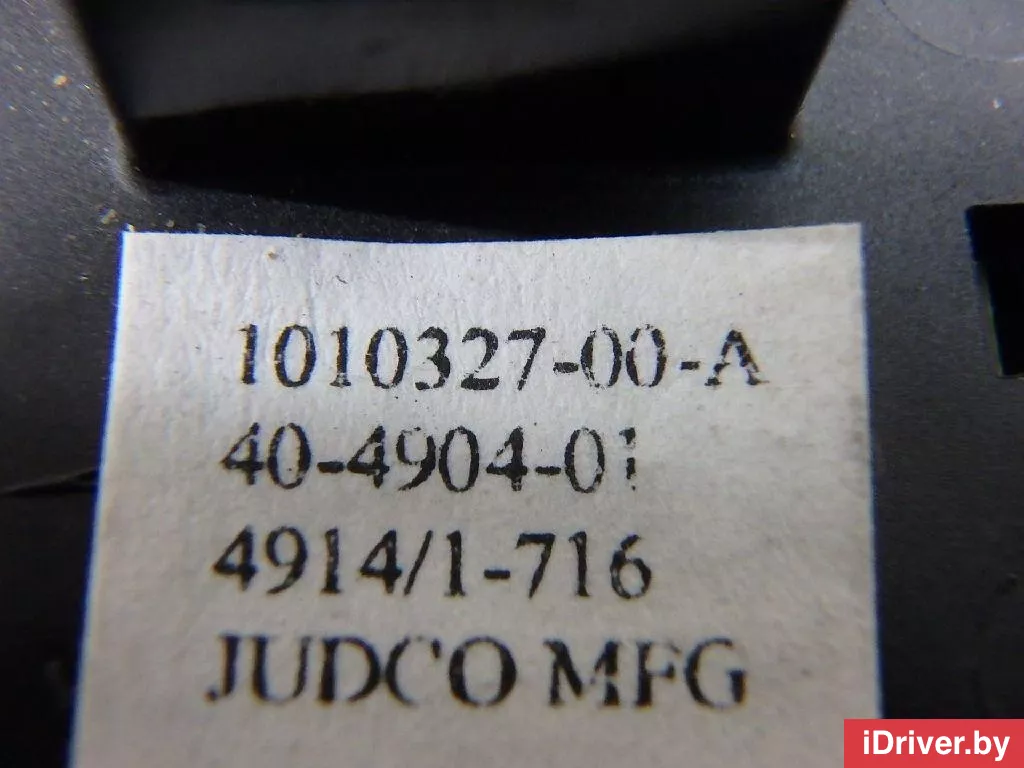 1010327-00-A
40-4904-01
4914/1-716
JUDCO MFG
iDriver.by